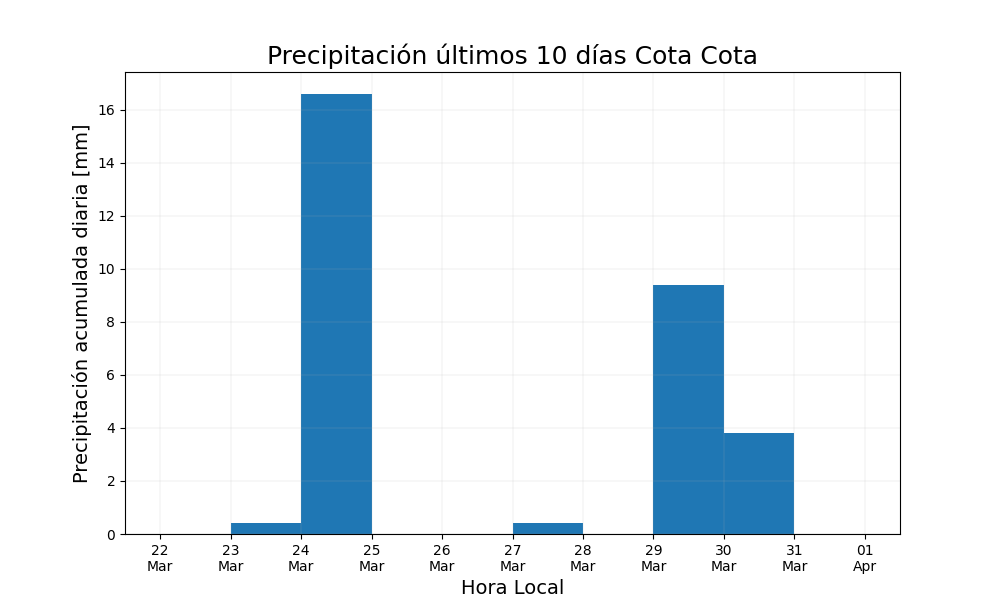 Precipitación últimos 10 días Cota Cota
Precipitación acumulada diaria [mm]
16
14
12
10
8
6
4
2
0
22 23 24 25 26 27 28 29 30 31 01
Mar Mar Mar Mar Mar Mar Mar Mar Mar Mar Apr
Hora Local